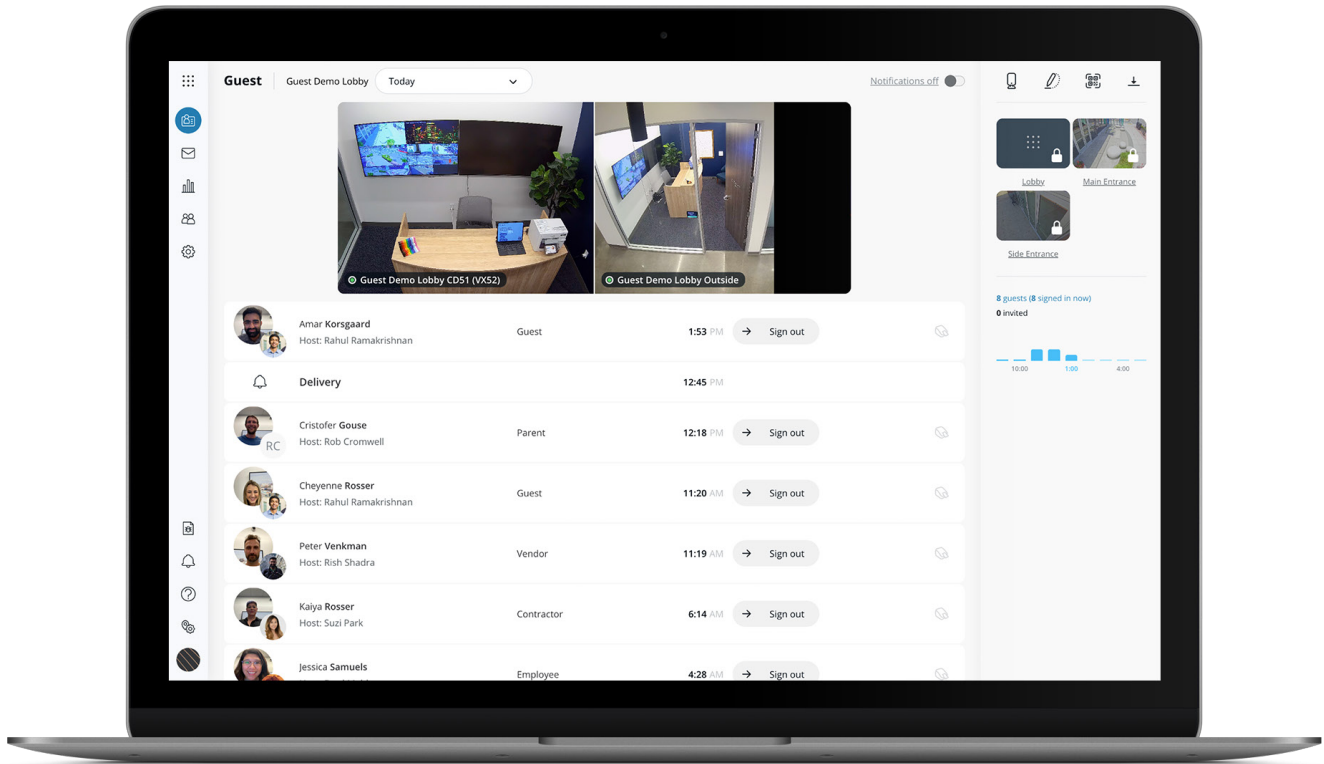 Guest
Guest Demo Lobby
Today
Notifications off
Guest Demo Lobby CD51 (VX52)
Guest Demo Lobby Outside
Lobby
Main Entrance
Side Entrance
8 guests (8 signed in now)
0 invited
10:00
1:00
4:00
Amar Korsgaard
Host: Rahul Ramakrishnan
Guest
1:53 PM
Sign out
Delivery
12:45 PM
Cristofer Gouse
Host: Rob Cromwell
RC
Parent
12:18 PM
Sign out
Cheyenne Rosser
Host: Rahul Ramakrishnan
Guest
11:20 AM
Sign out
Peter Venkman
Host: Rish Shadra
Vendor
11:19 AM
Sign out
Kaiya Rosser
Host: Suzi Park
Contractor
6:14 AM
Sign out
Jessica Samuels
Employee
4:28 AM
Sign out